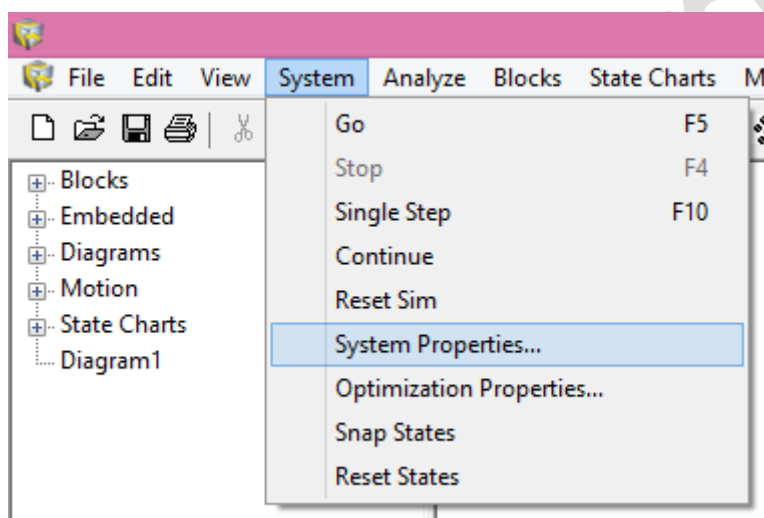 File Edit View System Analyze Blocks State Charts
Go F5
Stop F4
Single Step F10
Continue
Reset Sim
System Properties...
Optimization Properties...
Snap States
Reset States
Blocks
Embedded
Diagrams
Motion
State Charts
Diagram1